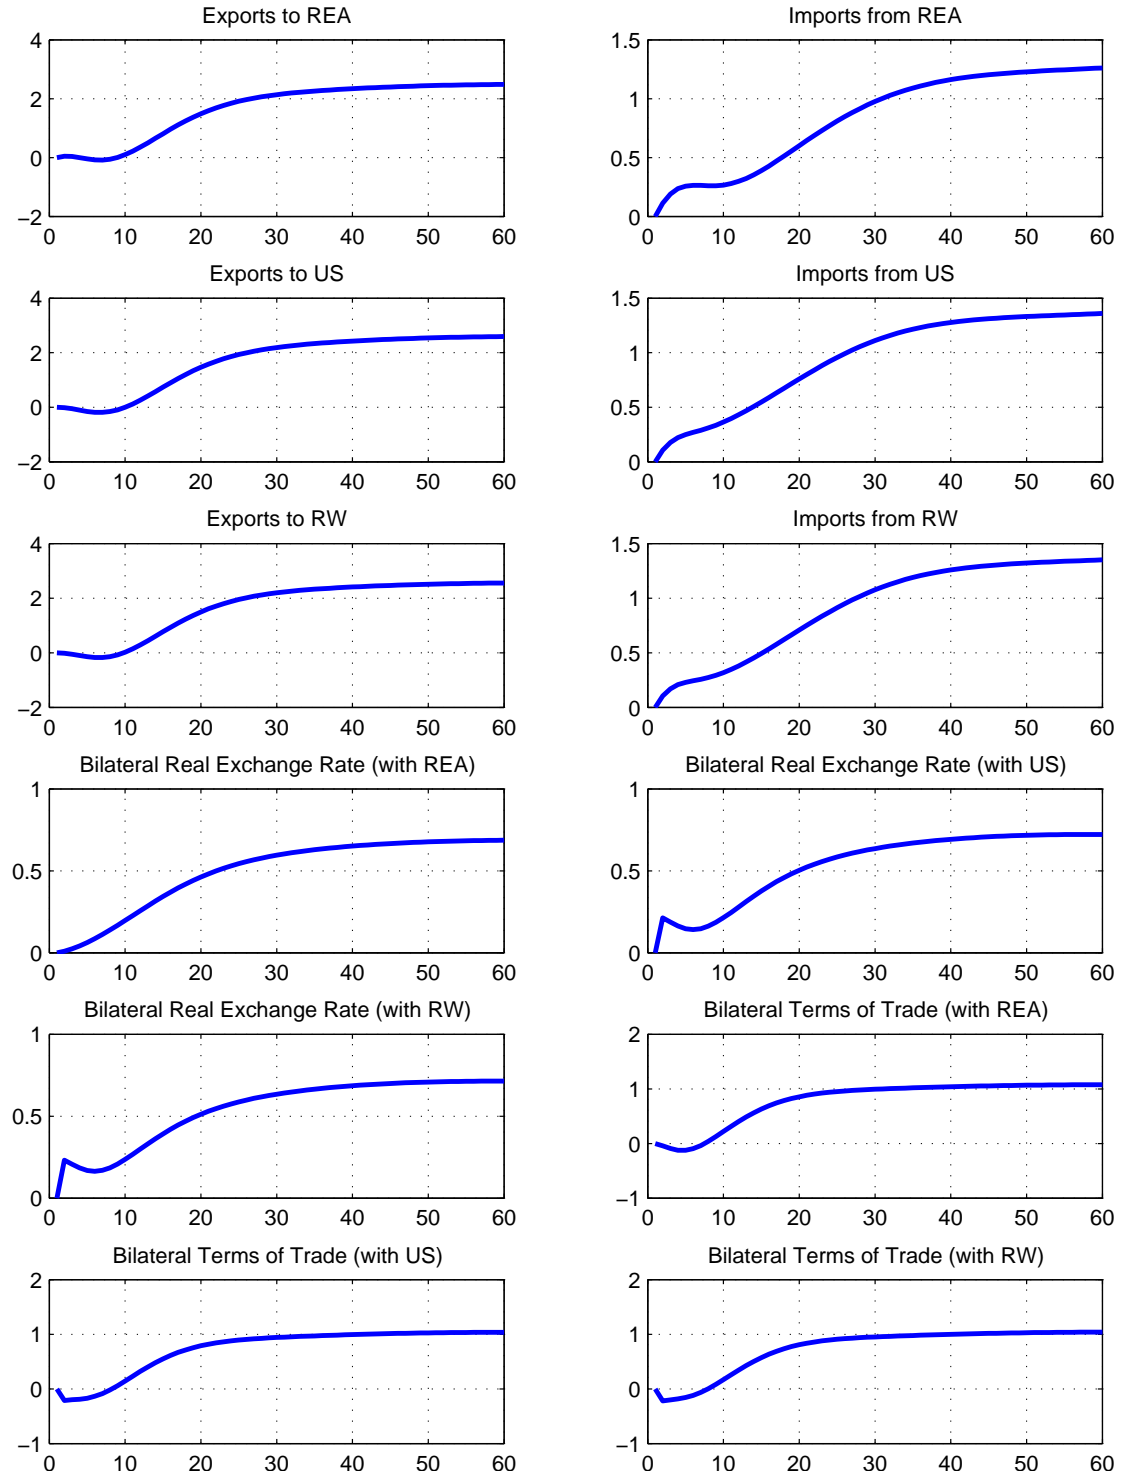 Exports to REA
4
2
0
−2
0 10 20 30 40 50 60
Imports from REA
1.5
1
0.5
0
0 10 20 30 40 50 60
Exports to US
4
2
0
−2
0 10 20 30 40 50 60
Imports from US
1.5
1
0.5
0
0 10 20 30 40 50 60
Exports to RW
4
2
0
−2
0 10 20 30 40 50 60
Imports from RW
1.5
1
0.5
0
0 10 20 30 40 50 60
Bilateral Real Exchange Rate (with REA)
1
0.5
0
0 10 20 30 40 50 60
Bilateral Real Exchange Rate (with US)
1
0.5
0
0 10 20 30 40 50 60
Bilateral Real Exchange Rate (with RW)
1
0.5
0
0 10 20 30 40 50 60
Bilateral Terms of Trade (with REA)
2
1
0
−1
0 10 20 30 40 50 60
Bilateral Terms of Trade (with US)
2
1
0
−1
0 10 20 30 40 50 60
Bilateral Terms of Trade (with RW)
2
1
0
−1
0 10 20 30 40 50 60